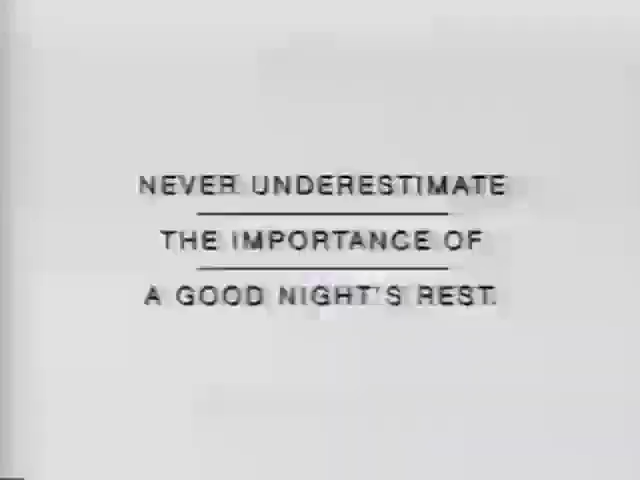 NEVER UNDERESTIMATE
THE IMPORTANCE OF
A GOOD NIGHT'S REST.